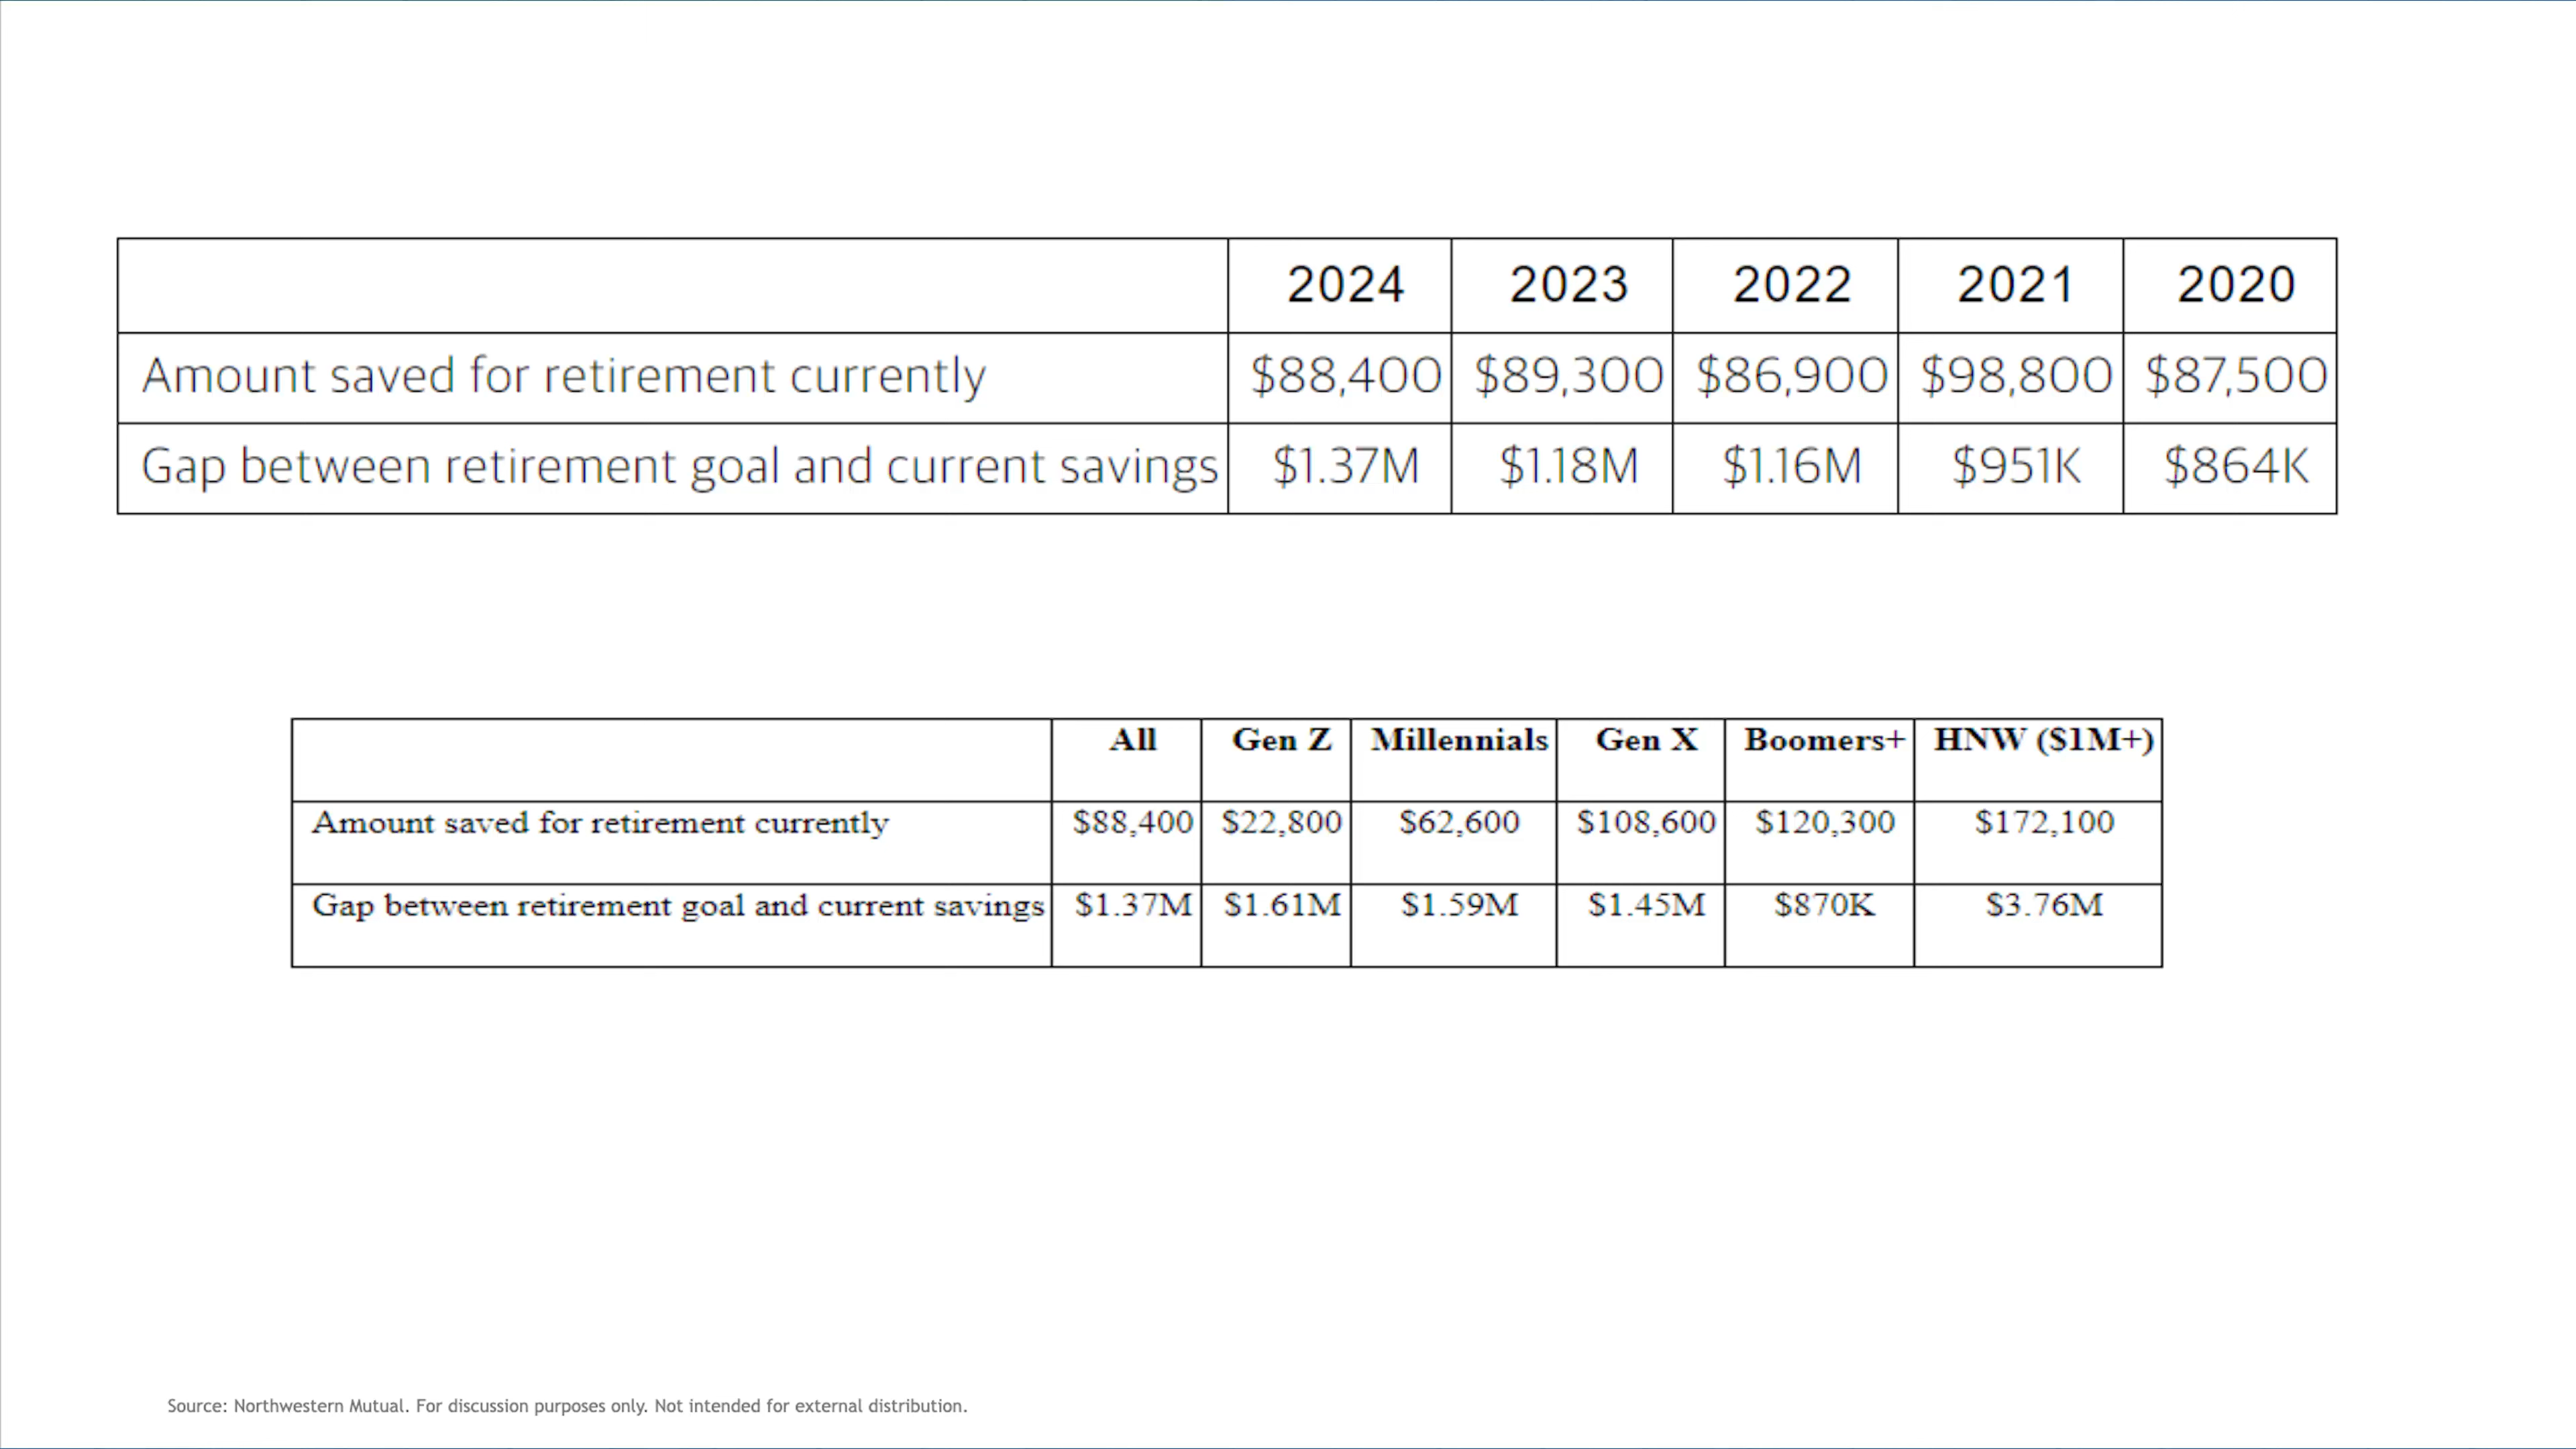 2024 2023 2022 2021 2020
Amount saved for retirement currently $88,400 $89,300 $86,900 $98,800 $87,500
Gap between retirement goal and current savings $1.37M $1.18M $1.16M $951K $864K
All Gen Z Millennials Gen X Boomers+ HNW ($1M+)
Amount saved for retirement currently $88,400 $22,800 $62,600 $108,600 $120,300 $172,100
Gap between retirement goal and current savings $1.37M $1.61M $1.59M $1.45M $870K $3.76M
Source: Northwestern Mutual. For discussion purposes only. Not intended for external distribution.